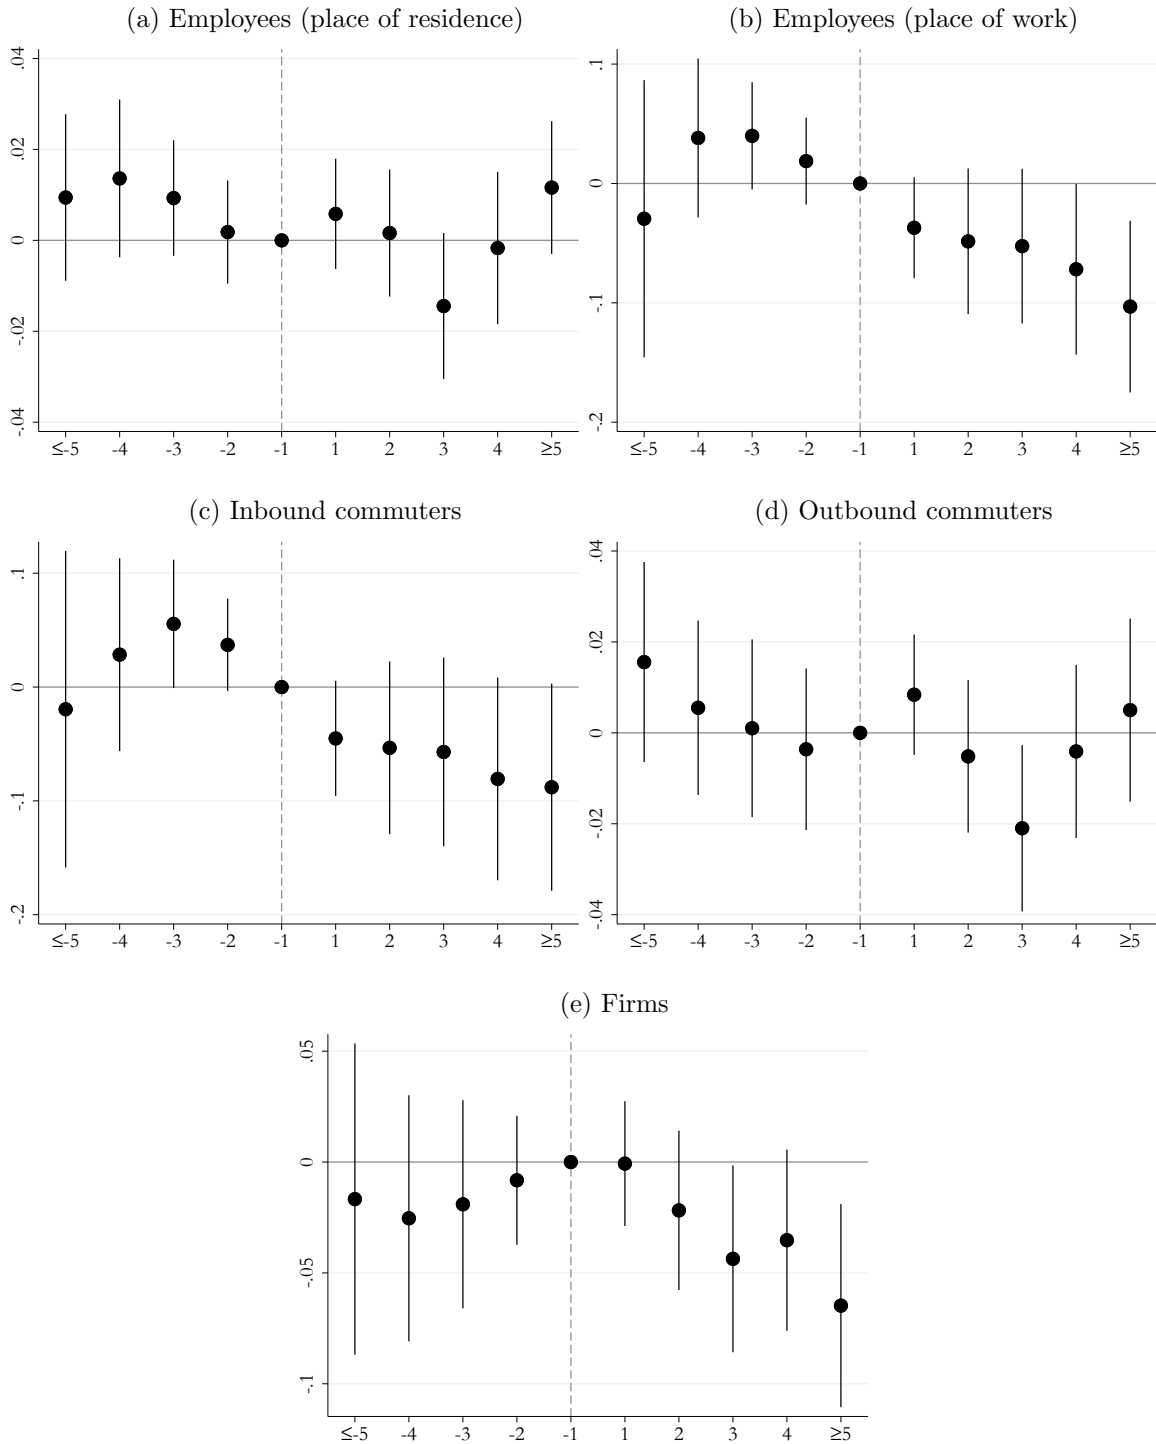 (a) Employees (place of residence)
.04
.02
0
-.02
-.04
≤-5 -4 -3 -2 -1 1 2 3 4 ≥5
(b) Employees (place of work)
.1
0
-.1
-.2
≤-5 -4 -3 -2 -1 1 2 3 4 ≥5
(c) Inbound commuters
.1
0
-.1
-.2
≤-5 -4 -3 -2 -1 1 2 3 4 ≥5
(d) Outbound commuters
.04
.02
0
-.02
-.04
≤-5 -4 -3 -2 -1 1 2 3 4 ≥5
(e) Firms
.05
0
-.05
-.1
≤-5 -4 -3 -2 -1 1 2 3 4 ≥5